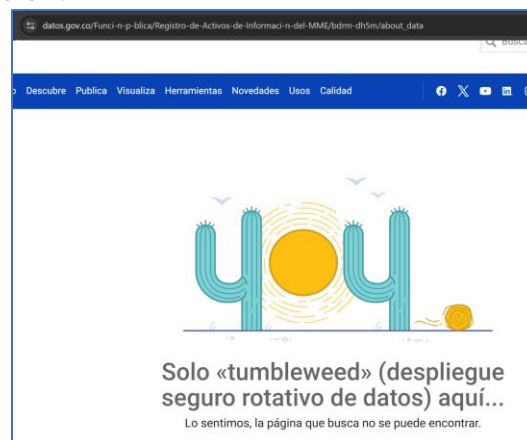 datos.gov.co/Funci-n-p-blica/Registro-de-Activos-de-Informaci-n-del-MME/bdrm-dh5m/about_data
Busca
Descubre Publica Visualiza Herramientas Novedades Usos Calidad
404
Solo «tumbleweed» (despliegue
seguro rotativo de datos) aquí...
Lo sentimos, la página que busca no se puede encontrar.